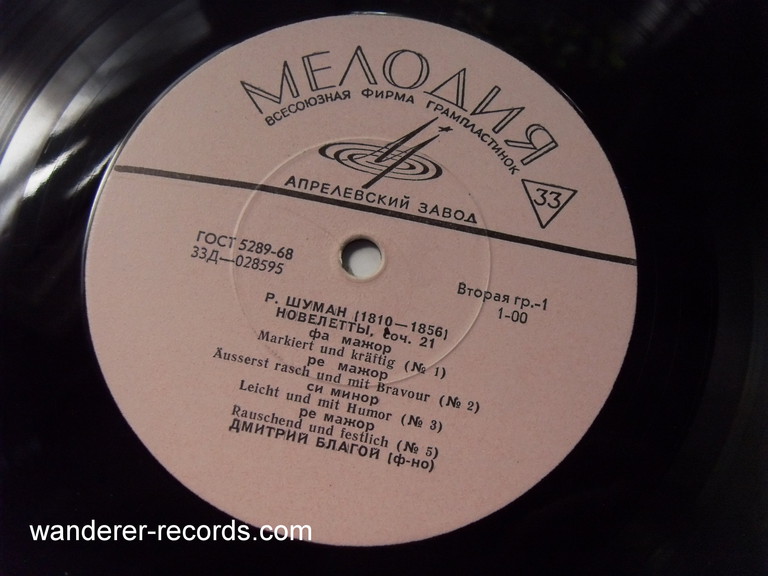 МЕЛОДИЯ
ВСЕСОЮЗНАЯ ФИРМА ГРАМПЛАСТИНОК
33
АПРЕЛЕВСКИЙ ЗАВОД
ГОСТ 5289-68
33Д—028595
Вторая гр.-1
1-00
Р. ШУМАН (1810—1856)
НОВЕЛЕТТЫ, соч. 21
фа мажор
Markiert und kräftig (№ 1)
ре мажор
Äusserst rasch und mit Bravour (№ 2)
си минор
Leicht und mit Humor (№ 3)
ре мажор
Rauschend und festlich (№ 5)
ДМИТРИЙ БЛАГОЙ (ф-но)
wanderer-records.com